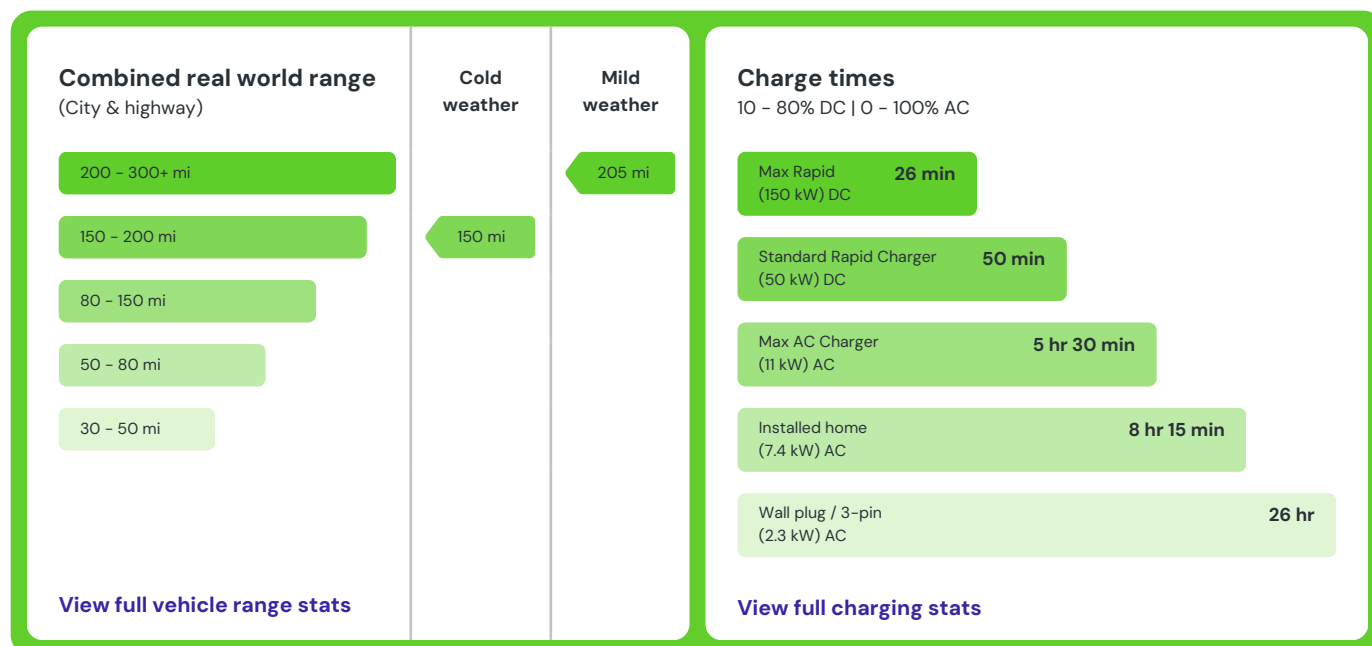 Combined real world range
(City & highway)
Cold
weather
Mild
weather
200 - 300+ mi
205 mi
150 - 200 mi
150 mi
80 - 150 mi
50 - 80 mi
30 - 50 mi
View full vehicle range stats
Charge times
10 - 80% DC | 0 - 100% AC
Max Rapid
(150 kW) DC
26 min
Standard Rapid Charger
(50 kW) DC
50 min
Max AC Charger
(11 kW) AC
5 hr 30 min
Installed home
(7.4 kW) AC
8 hr 15 min
Wall plug / 3-pin
(2.3 kW) AC
26 hr
View full charging stats